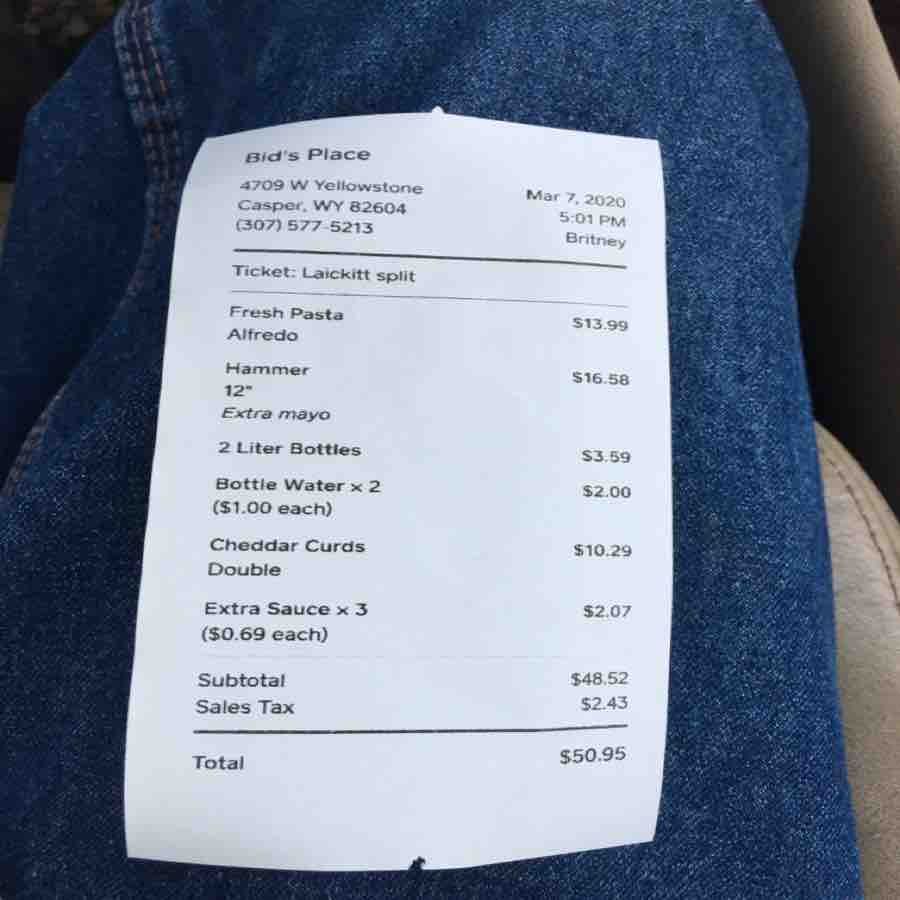 Bid's Place
4709 W Yellowstone
Casper, WY 82604
(307) 577-5213
Mar 7, 2020
5:01 PM
Britney
Ticket: Laickitt split
Fresh Pasta $13.99
Alfredo
Hammer $16.58
12"
Extra mayo
2 Liter Bottles $3.59
Bottle Water x 2 $2.00
($1.00 each)
Cheddar Curds $10.29
Double
Extra Sauce x 3 $2.07
($0.69 each)
Subtotal $48.52
Sales Tax $2.43
Total $50.95